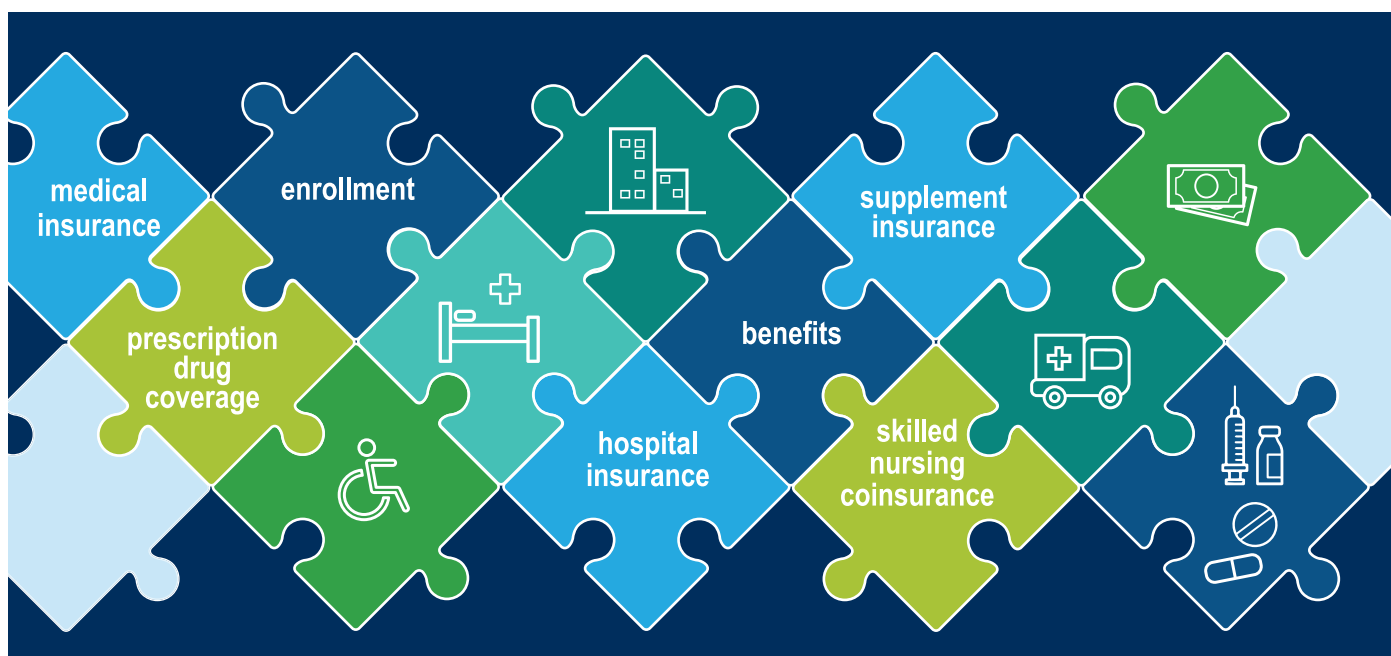 medical
insurance
enrollment
supplement
insurance
prescription
drug
coverage
benefits
hospital
insurance
skilled
nursing
coinsurance